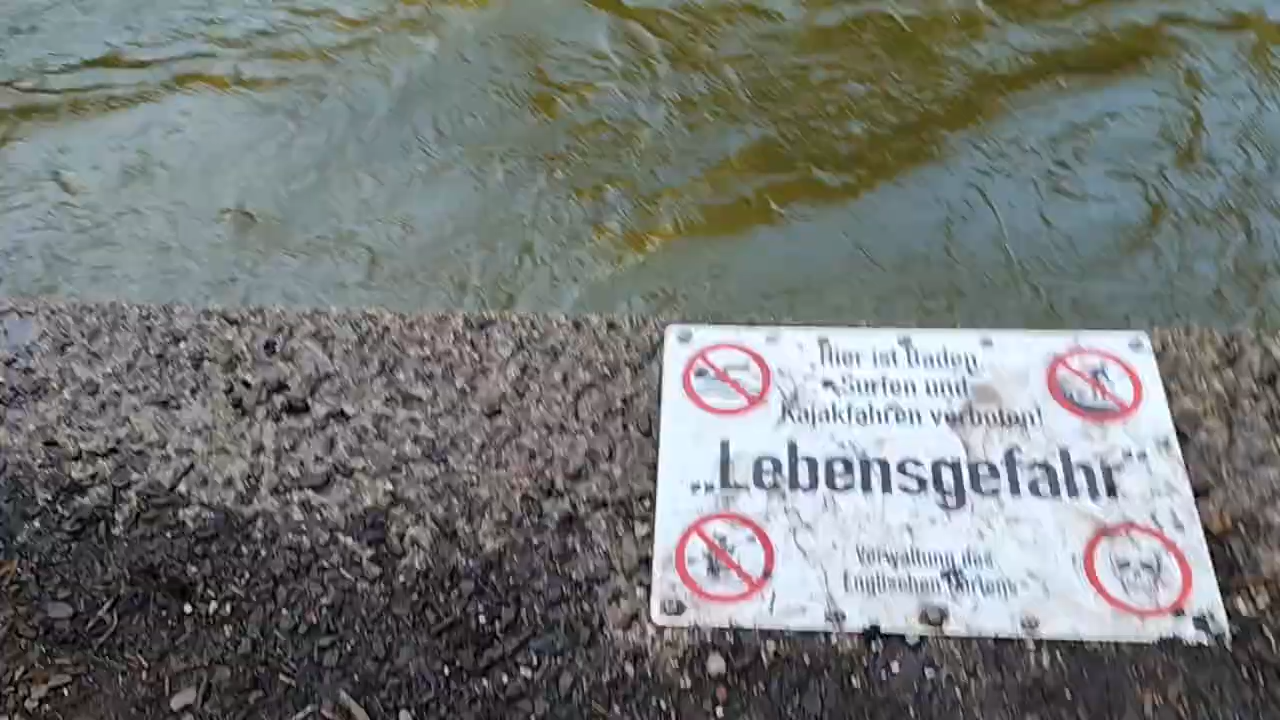 Hier ist Baden,
Surfen und
Kajakfahren verboten!
„Lebensgefahr“
Verwaltung des
Englischen Gartens